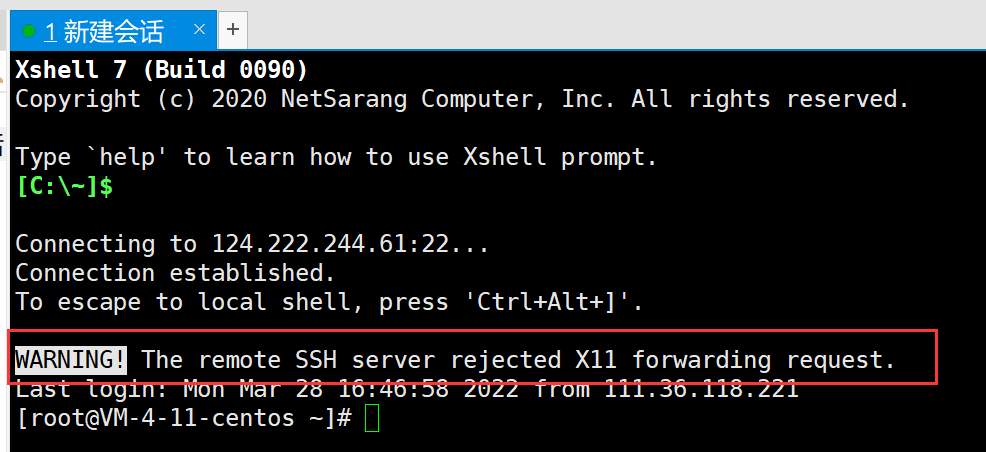 1 新建会话 × +
Xshell 7 (Build 0090)
Copyright (c) 2020 NetSarang Computer, Inc. All rights reserved.
Type `help' to learn how to use Xshell prompt.
[C:\~]$
Connecting to 124.222.244.61:22...
Connection established.
To escape to local shell, press 'Ctrl+Alt+]'.
WARNING! The remote SSH server rejected X11 forwarding request.
Last login: Mon Mar 28 16:46:58 2022 from 111.36.118.221
[root@VM-4-11-centos ~]#